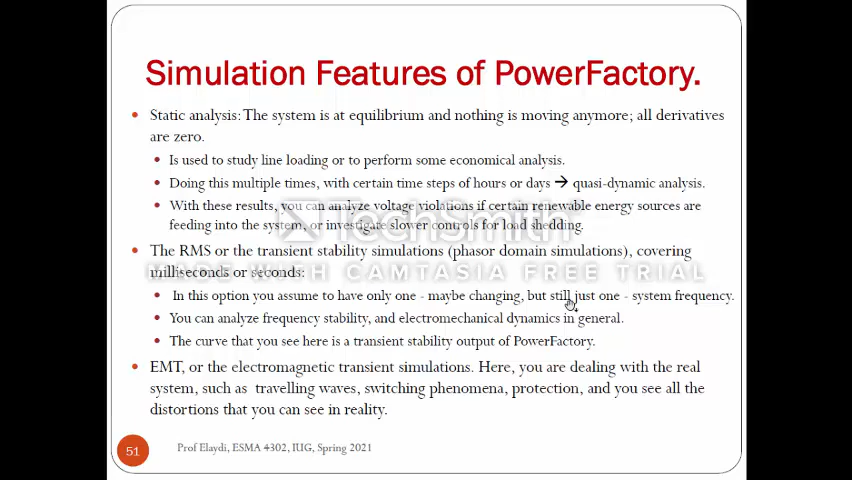 Simulation Features of PowerFactory.
• Static analysis: The system is at equilibrium and nothing is moving anymore; all derivatives
are zero.
• Is used to study line loading or to perform some economical analysis.
• Doing this multiple times, with certain time steps of hours or days → quasi-dynamic analysis.
• With these results, you can analyze voltage violations if certain renewable energy sources are
feeding into the system, or investigate slower controls for load shedding.
TechSmith
• The RMS or the transient stability simulations (phasor domain simulations), covering
milliseconds or seconds:
MADE WITH CAMTASIA FREE TRIAL
• In this option you assume to have only one - maybe changing, but still just one - system frequency.
• You can analyze frequency stability, and electromechanical dynamics in general.
• The curve that you see here is a transient stability output of PowerFactory.
• EMT, or the electromagnetic transient simulations. Here, you are dealing with the real
system, such as travelling waves, switching phenomena, protection, and you see all the
distortions that you can see in reality.
51
Prof Elaydi, ESMA 4302, IUG, Spring 2021